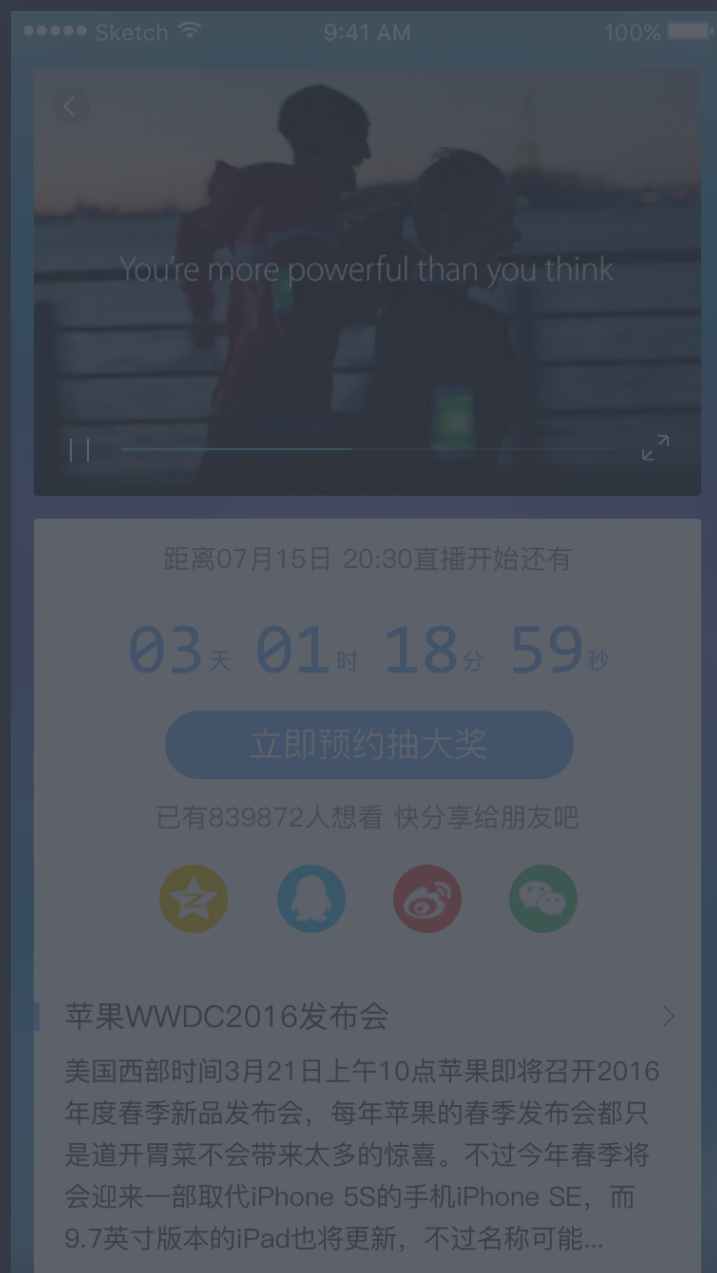 Sketch
9:41 AM
100%
You're more powerful than you think
距离07月15日 20:30直播开始还有
03天 01时 18分 59秒
立即预约抽大奖
已有839872人想看 快分享给朋友吧
苹果WWDC2016发布会
美国西部时间3月21日上午10点苹果即将召开2016
年度春季新品发布会，每年苹果的春季发布会都只
是道开胃菜不会带来太多的惊喜。不过今年春季将
会迎来一部取代iPhone 5S的手机iPhone SE，而
9.7英寸版本的iPad也将更新，不过名称可能...